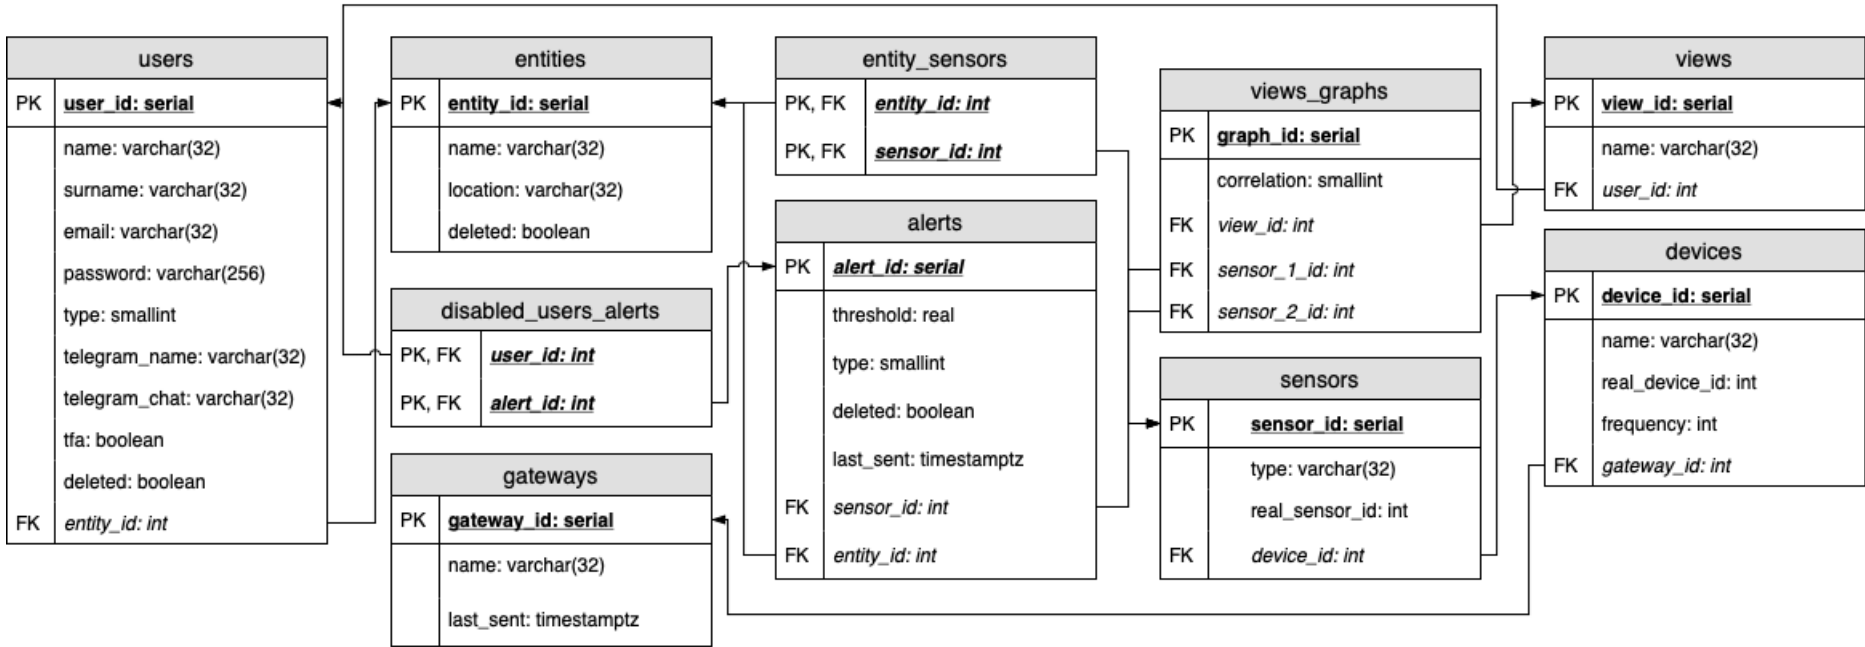 users
PK user_id: serial
name: varchar(32)
surname: varchar(32)
email: varchar(32)
password: varchar(256)
type: smallint
telegram_name: varchar(32)
telegram_chat: varchar(32)
tfa: boolean
deleted: boolean
FK entity_id: int
entities
PK entity_id: serial
name: varchar(32)
location: varchar(32)
deleted: boolean
disabled_users_alerts
PK, FK user_id: int
PK, FK alert_id: int
gateways
PK gateway_id: serial
name: varchar(32)
last_sent: timestamptz
entity_sensors
PK, FK entity_id: int
PK, FK sensor_id: int
alerts
PK alert_id: serial
threshold: real
type: smallint
deleted: boolean
last_sent: timestamptz
FK sensor_id: int
FK entity_id: int
views_graphs
PK graph_id: serial
correlation: smallint
FK view_id: int
FK sensor_1_id: int
FK sensor_2_id: int
sensors
PK sensor_id: serial
type: varchar(32)
real_sensor_id: int
FK device_id: int
views
PK view_id: serial
name: varchar(32)
FK user_id: int
devices
PK device_id: serial
name: varchar(32)
real_device_id: int
frequency: int
FK gateway_id: int